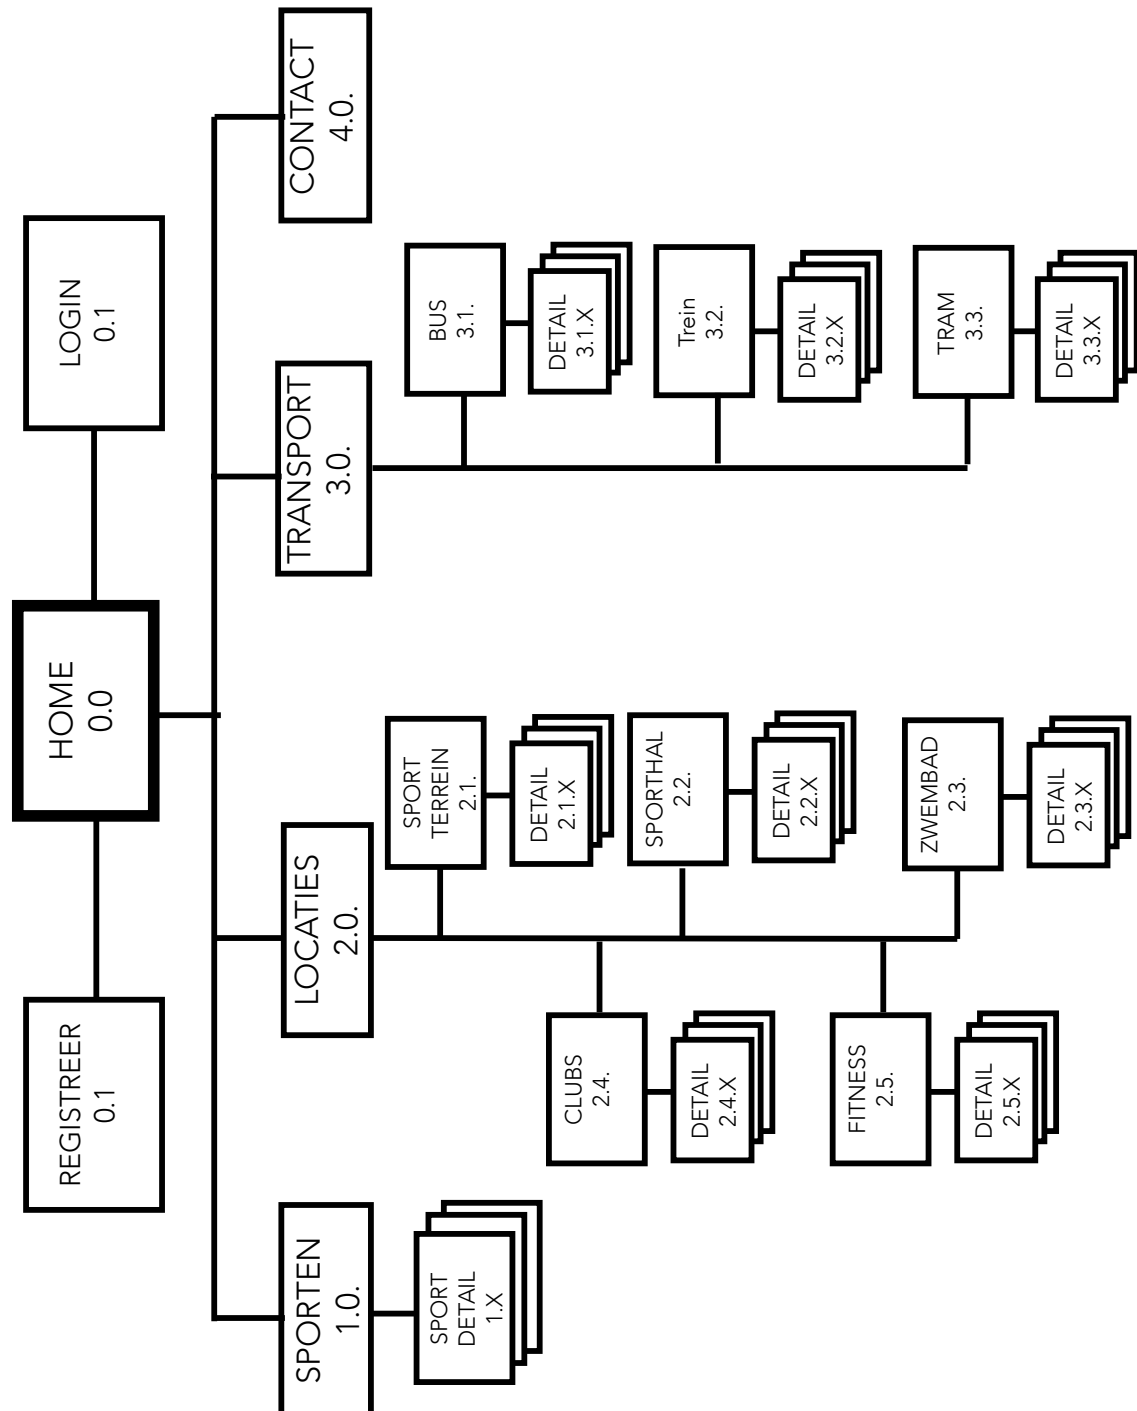 REGISTREER
0.1
HOME
0.0
LOGIN
0.1
SPORTEN
1.0.
LOCATIES
2.0.
TRANSPORT
3.0.
CONTACT
4.0.
SPORT
DETAIL
1.X
SPORT
TERREIN
2.1.
DETAIL
2.1.X
CLUBS
2.4.
DETAIL
2.4.X
SPORTHAL
2.2.
DETAIL
2.2.X
FITNESS
2.5.
DETAIL
2.5.X
ZWEMBAD
2.3.
DETAIL
2.3.X
BUS
3.1.
DETAIL
3.1.X
Trein
3.2.
DETAIL
3.2.X
TRAM
3.3.
DETAIL
3.3.X